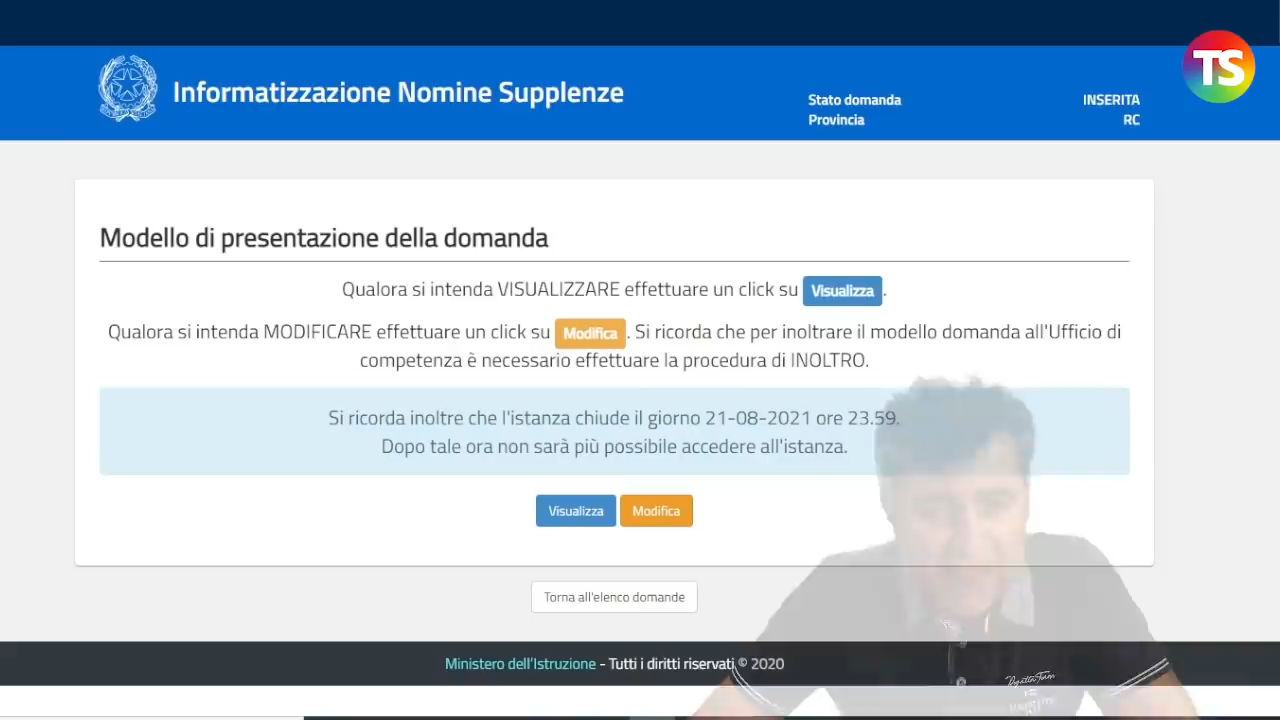 TS
Informatizzazione Nomine Supplenze
Stato domanda INSERITA
Provincia RC
Modello di presentazione della domanda
Qualora si intenda VISUALIZZARE effettuare un click su Visualizza.
Qualora si intenda MODIFICARE effettuare un click su Modifica. Si ricorda che per inoltrare il modello domanda all'Ufficio di
competenza è necessario effettuare la procedura di INOLTRO.
Si ricorda inoltre che l'istanza chiude il giorno 21-08-2021 ore 23.59.
Dopo tale ora non sarà più possibile accedere all'istanza.
Visualizza Modifica
Torna all'elenco domande
Ministero dell'Istruzione - Tutti i diritti riservati © 2020